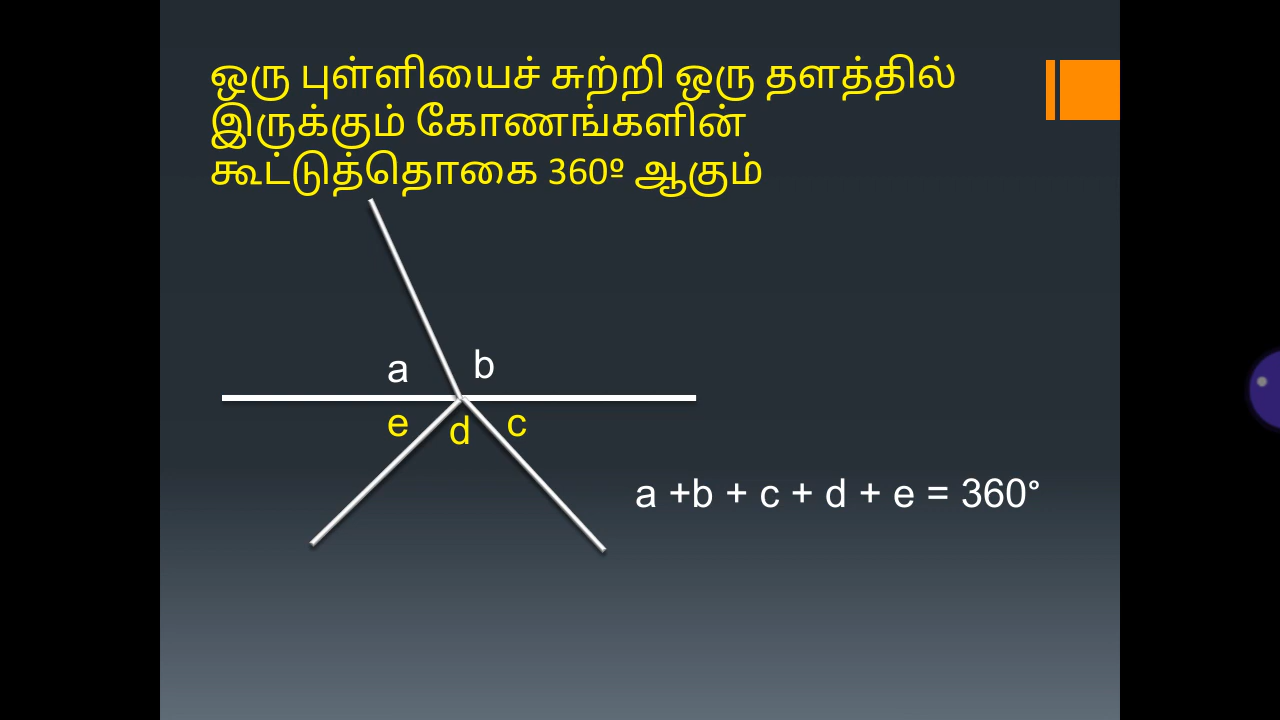 ஒரு புள்ளியைச் சுற்றி ஒரு தளத்தில்
இருக்கும் கோணங்களின்
கூட்டுத்தொகை 360º ஆகும்
a b
e d c
a +b + c + d + e = 360°